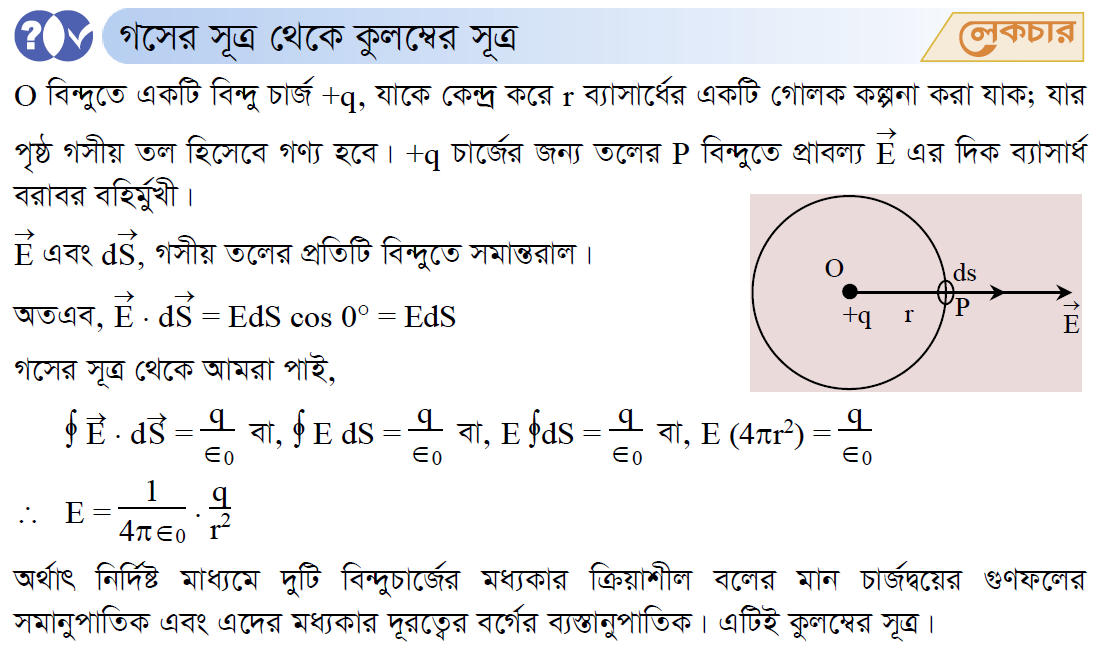 গসের সূত্র থেকে কুলম্বের সূত্র
লেকচার
O বিন্দুতে একটি বিন্দু চার্জ +q, যাকে কেন্দ্র করে r ব্যাসার্ধের একটি গোলক কল্পনা করা যাক; যার
পৃষ্ঠ গসীয় তল হিসেবে গণ্য হবে। +q চার্জের জন্য তলের P বিন্দুতে প্রাবল্য E⃗ এর দিক ব্যাসার্ধ
বরাবর বহির্মুখী।
E⃗ এবং dS⃗, গসীয় তলের প্রতিটি বিন্দুতে সমান্তরাল।
অতএব, E⃗ · dS⃗ = EdS cos 0° = EdS
গসের সূত্র থেকে আমরা পাই,
O
ds
+q
r
P
E⃗
∮ E⃗ · dS⃗ = q/∈₀ বা, ∮ E dS = q/∈₀ বা, E ∮dS = q/∈₀ বা, E (4πr²) = q/∈₀
∴ E = 1/4π∈₀ · q/r²
অর্থাৎ নির্দিষ্ট মাধ্যমে দুটি বিন্দুচার্জের মধ্যকার ক্রিয়াশীল বলের মান চার্জদ্বয়ের গুণফলের
সমানুপাতিক এবং এদের মধ্যকার দূরত্বের বর্গের ব্যস্তানুপাতিক। এটিই কুলম্বের সূত্র।